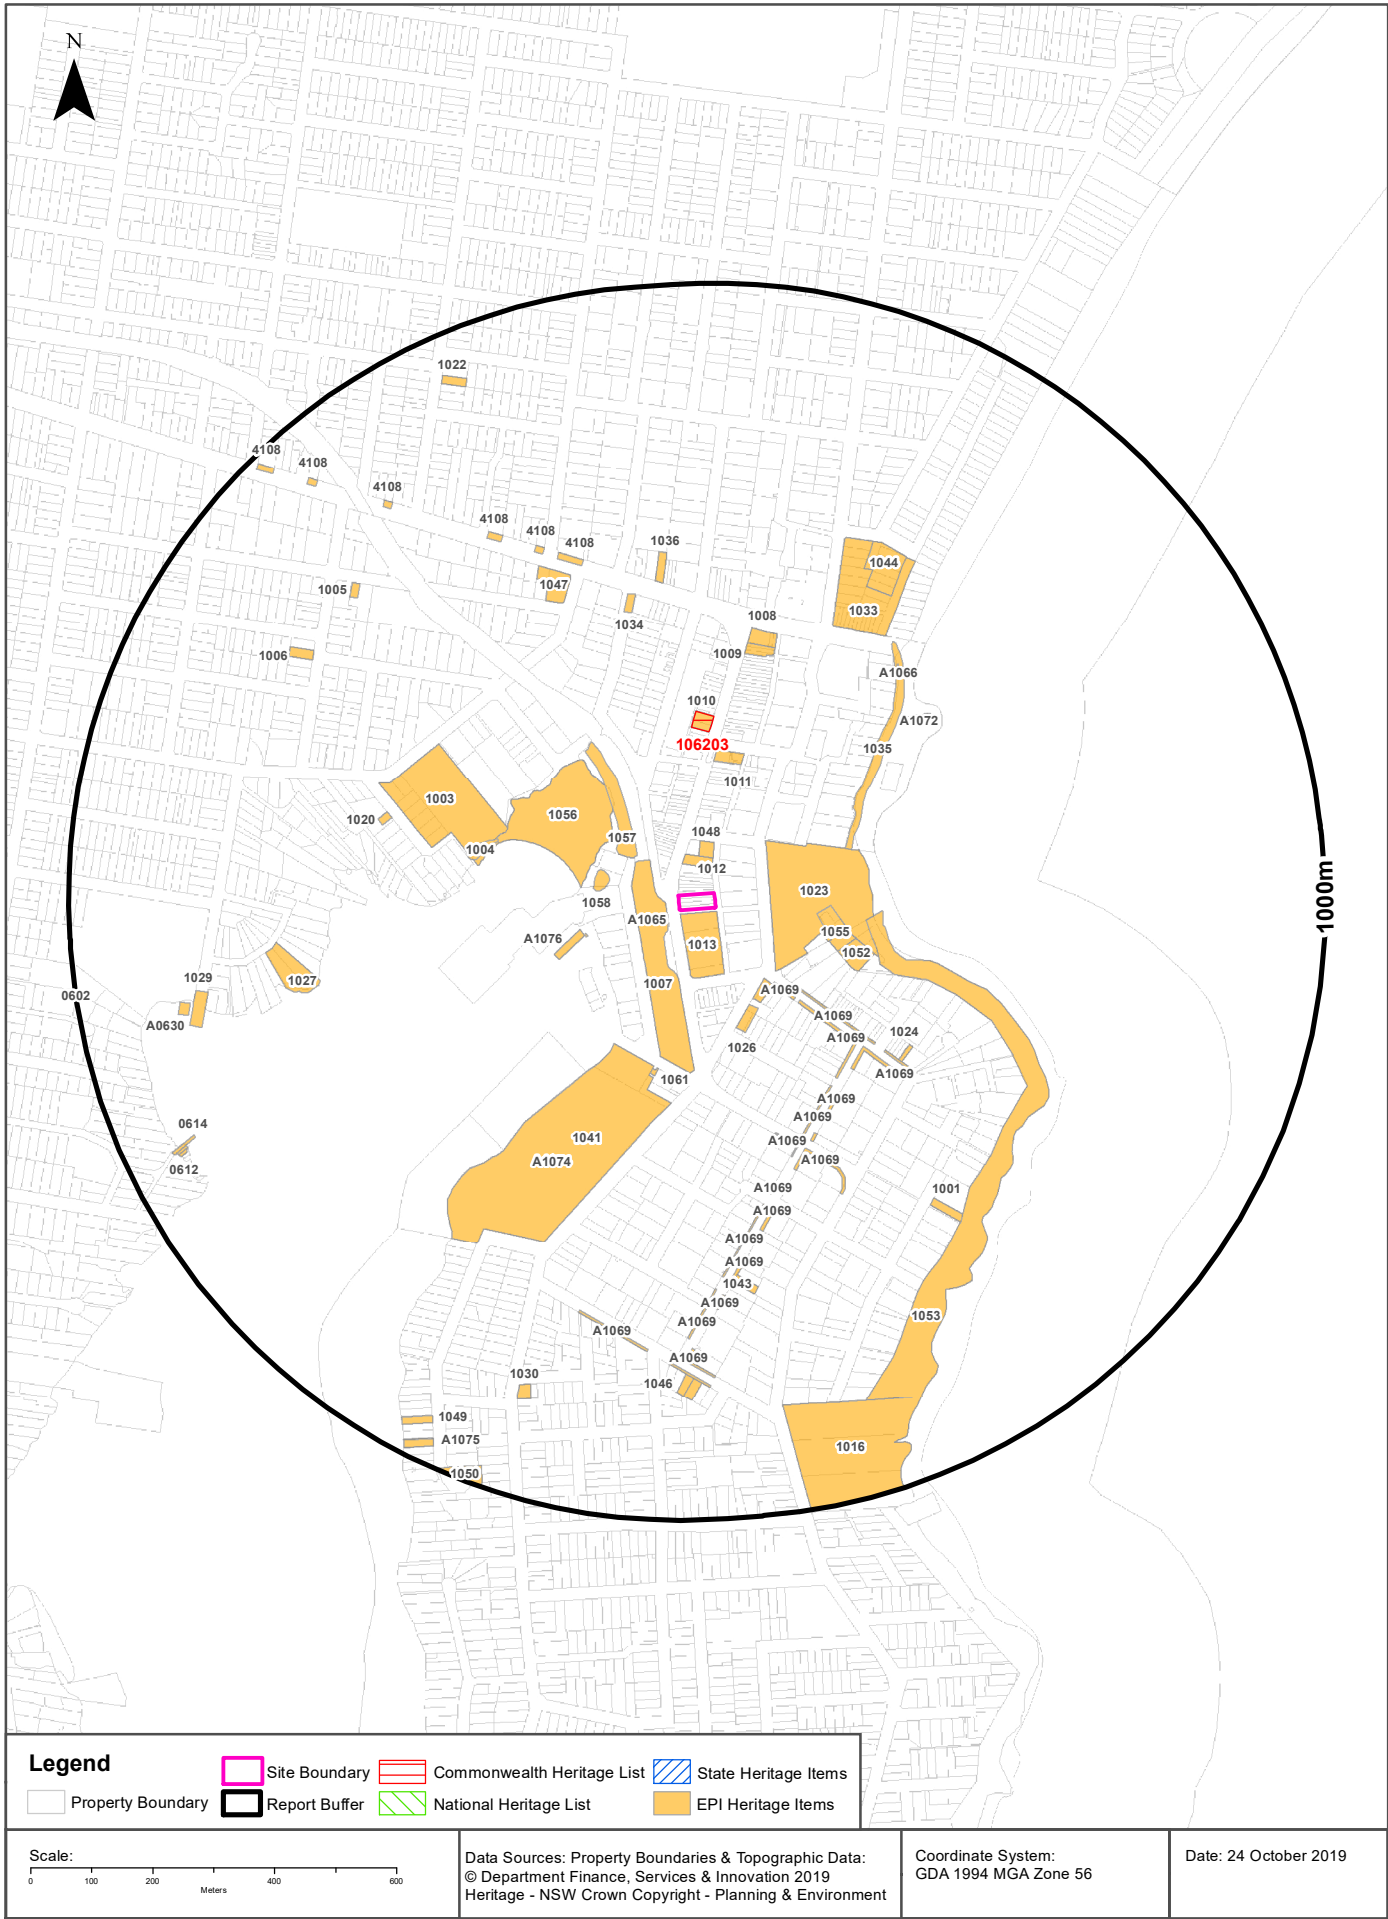 N
1022
4108
4108
4108
4108
4108
4108
1036
1044
1047
1005
1033
1034
1008
1006
1009
A1066
1010
A1072
106203
1035
1011
1003
1056
1020
1057
1048
1004
1012
1023
1058
A1065
1055
A1076
1013
1052
1029
1027
1007
A1069
0602
A1069
A0630
1024
A1069
1026
A1069
1061
A1069
A1069
0614
1041
A1069
A1074
A1069
0612
A1069
1001
A1069
A1069
A1069
1043
A1069
1053
A1069
A1069
A1069
1030
1046
1049
A1075
1016
1050
1000m
Legend
Property Boundary
Site Boundary
Report Buffer
Commonwealth Heritage List
National Heritage List
State Heritage Items
EPI Heritage Items
Scale:
0 100 200 400 600
Meters
Data Sources: Property Boundaries & Topographic Data:
© Department Finance, Services & Innovation 2019
Heritage - NSW Crown Copyright - Planning & Environment
Coordinate System:
GDA 1994 MGA Zone 56
Date: 24 October 2019